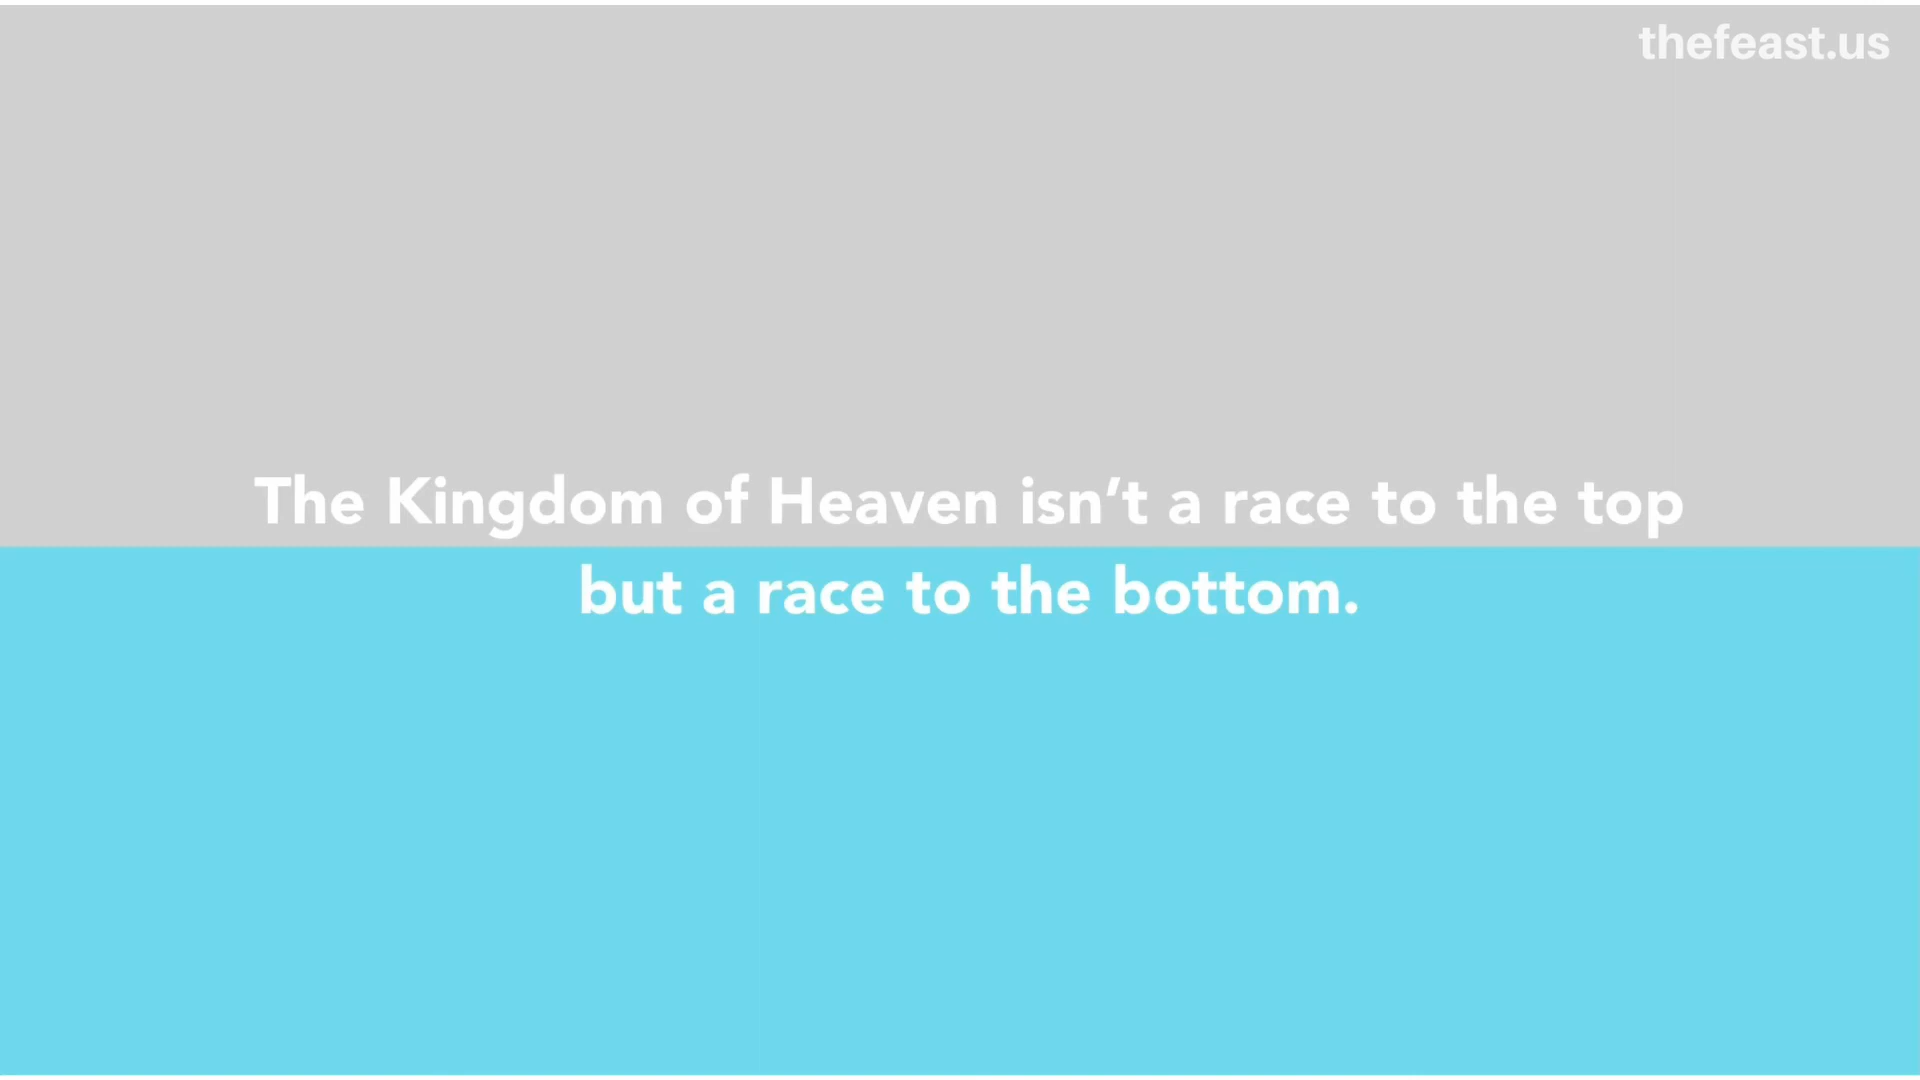 thefeast.us
The Kingdom of Heaven isn’t a race to the top
but a race to the bottom.